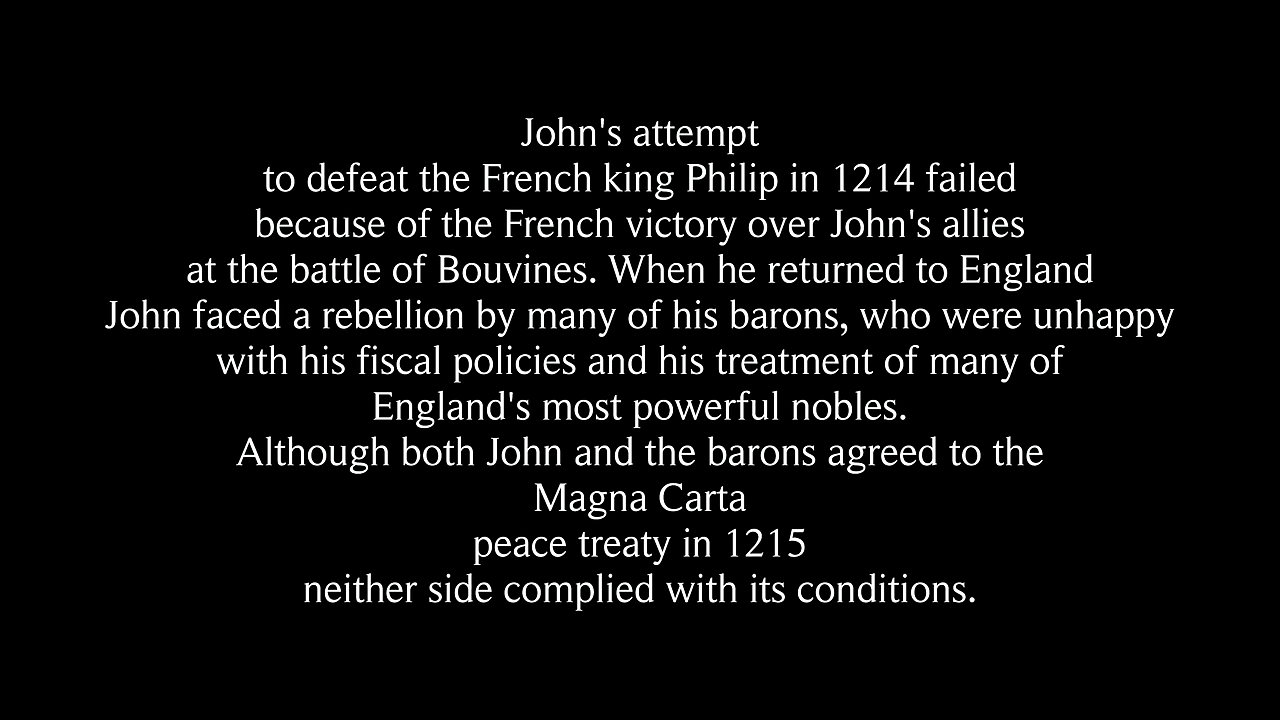 John's attempt
to defeat the French king Philip in 1214 failed
because of the French victory over John's allies
at the battle of Bouvines. When he returned to England
John faced a rebellion by many of his barons, who were unhappy
with his fiscal policies and his treatment of many of
England's most powerful nobles.
Although both John and the barons agreed to the
Magna Carta
peace treaty in 1215
neither side complied with its conditions.